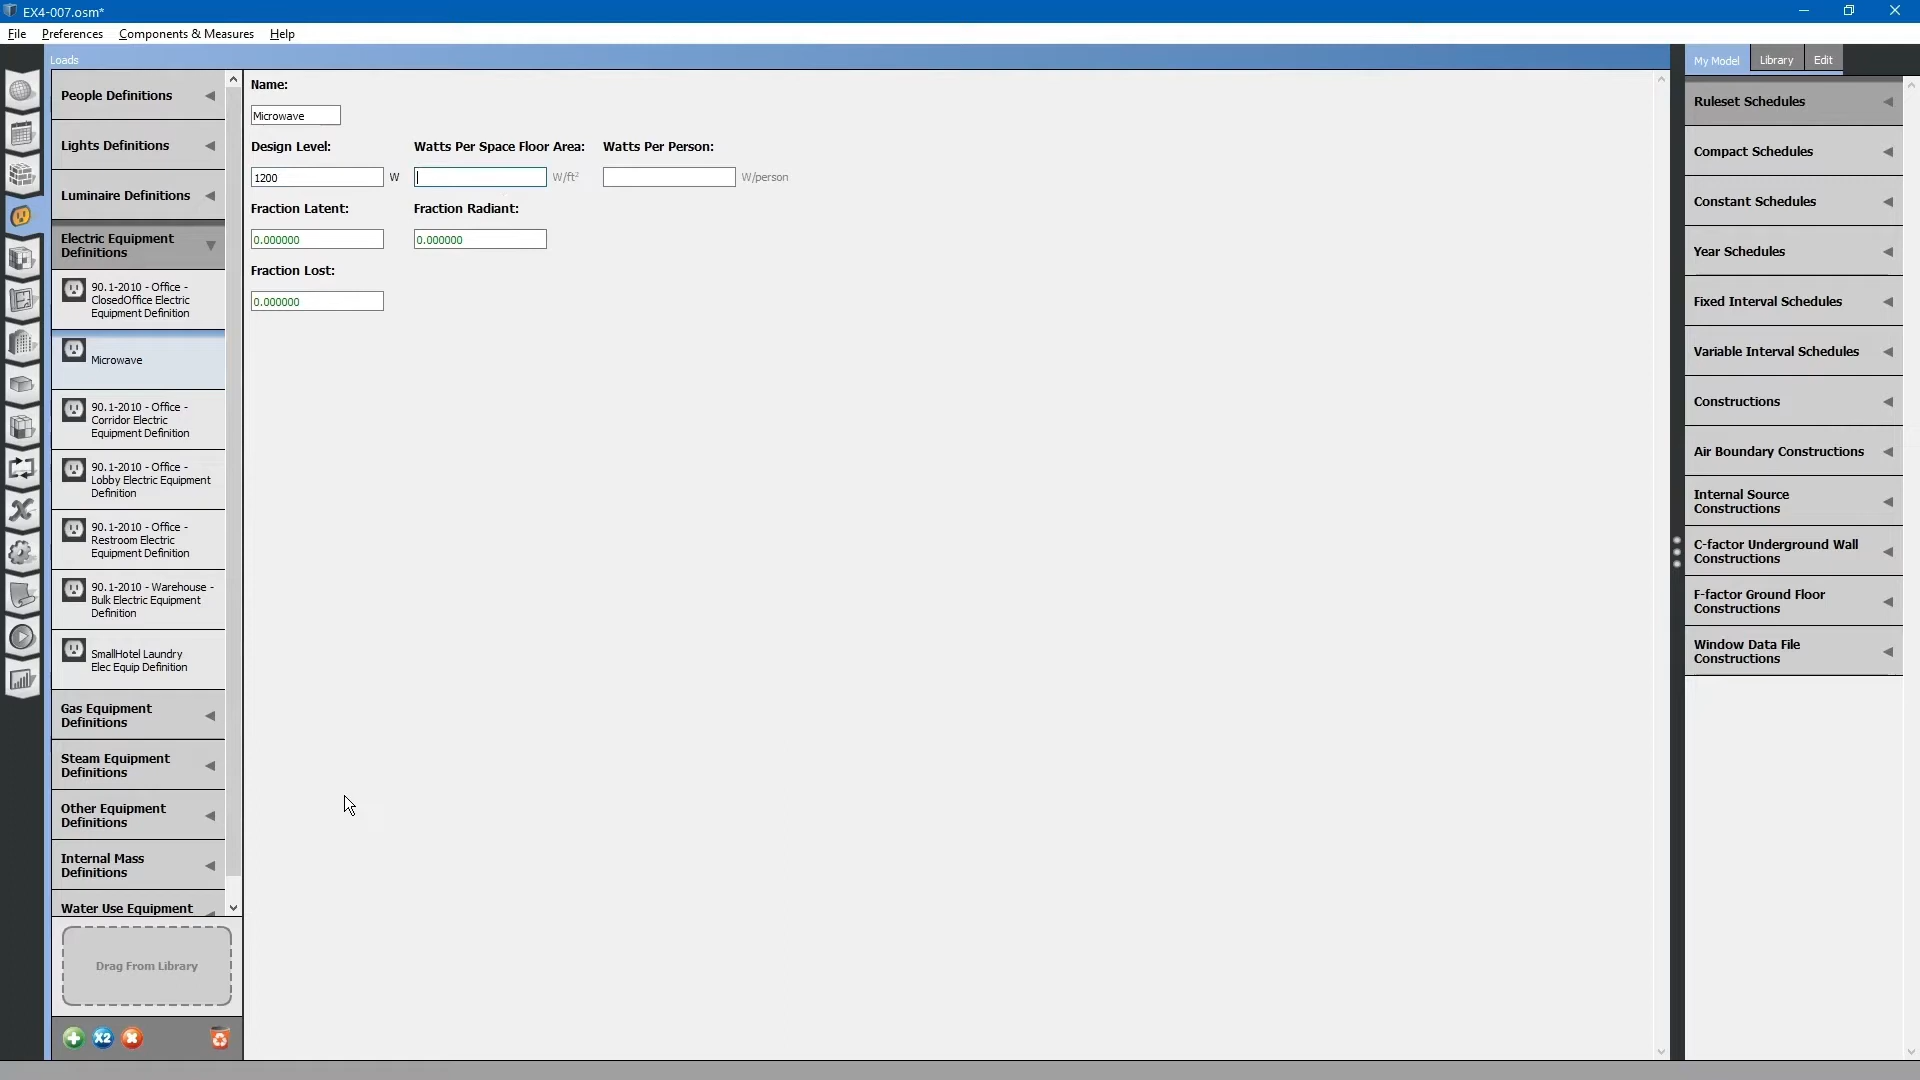 EX4-007.osm*
File Preferences Components & Measures Help
Loads
My Model Library Edit
People Definitions
Lights Definitions
Luminaire Definitions
Electric Equipment
Definitions
90.1-2010 - Office -
ClosedOffice Electric
Equipment Definition
Microwave
90.1-2010 - Office -
Corridor Electric
Equipment Definition
90.1-2010 - Office -
Lobby Electric Equipment
Definition
90.1-2010 - Office -
Restroom Electric
Equipment Definition
90.1-2010 - Warehouse -
Bulk Electric Equipment
Definition
SmallHotel Laundry
Elec Equip Definition
Gas Equipment
Definitions
Steam Equipment
Definitions
Other Equipment
Definitions
Internal Mass
Definitions
Water Use Equipment
Drag From Library
X2
Name:
Microwave
Design Level: Watts Per Space Floor Area: Watts Per Person:
1200 W W/ft² W/person
Fraction Latent: Fraction Radiant:
0.000000 0.000000
Fraction Lost:
0.000000
Ruleset Schedules
Compact Schedules
Constant Schedules
Year Schedules
Fixed Interval Schedules
Variable Interval Schedules
Constructions
Air Boundary Constructions
Internal Source
Constructions
C-factor Underground Wall
Constructions
F-factor Ground Floor
Constructions
Window Data File
Constructions